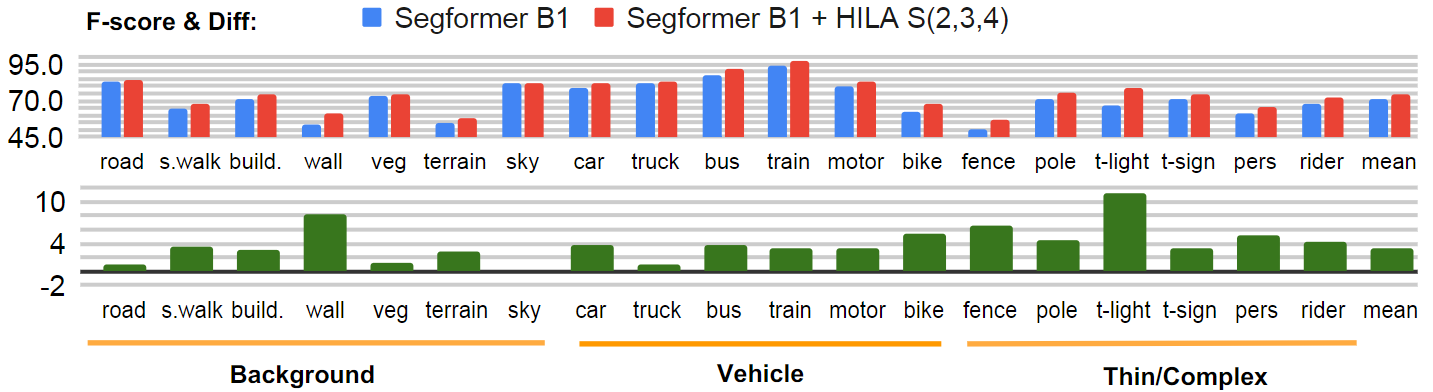 F-score & Diff: Segformer B1 Segformer B1 + HILA S(2,3,4)
95.0
70.0
45.0
road s.walk build. wall veg terrain sky car truck bus train motor bike fence pole t-light t-sign pers rider mean
10
4
-2
road s.walk build. wall veg terrain sky car truck bus train motor bike fence pole t-light t-sign pers rider mean
Background Vehicle Thin/Complex